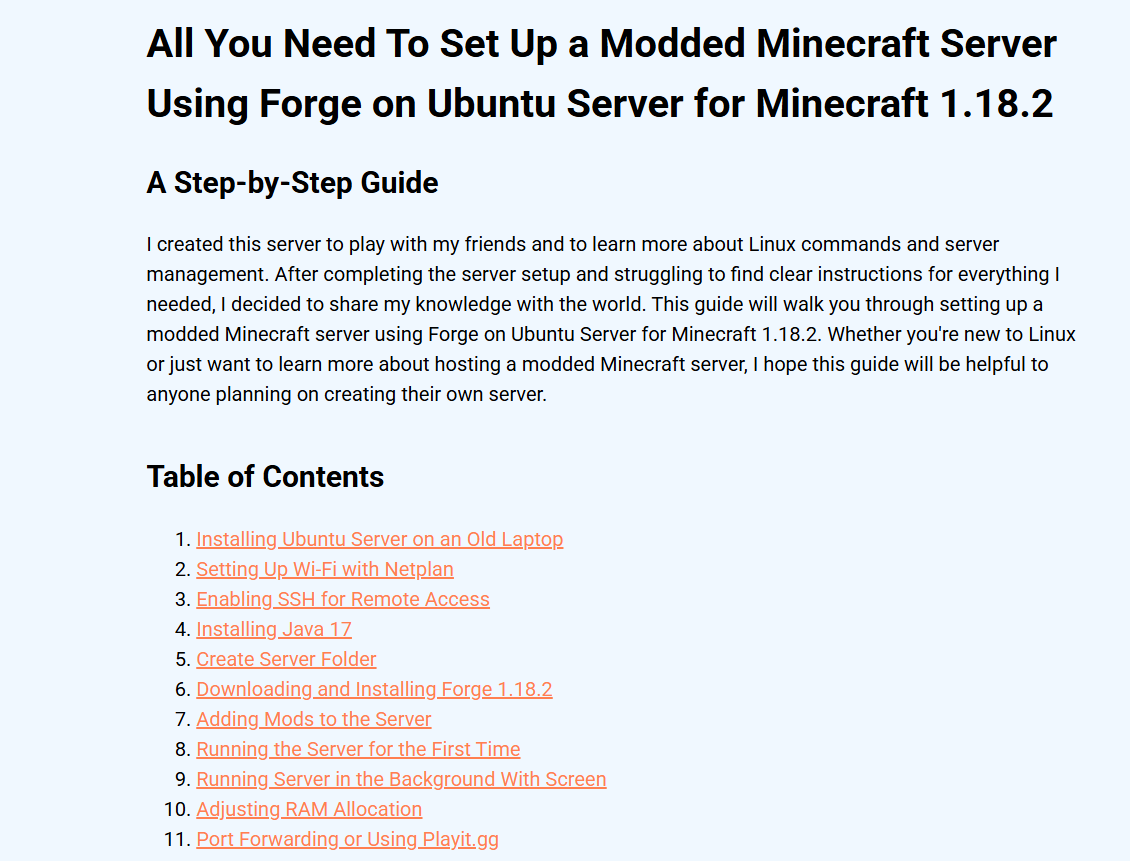 All You Need To Set Up a Modded Minecraft Server
Using Forge on Ubuntu Server for Minecraft 1.18.2
A Step-by-Step Guide
I created this server to play with my friends and to learn more about Linux commands and server
management. After completing the server setup and struggling to find clear instructions for everything I
needed, I decided to share my knowledge with the world. This guide will walk you through setting up a
modded Minecraft server using Forge on Ubuntu Server for Minecraft 1.18.2. Whether you're new to Linux
or just want to learn more about hosting a modded Minecraft server, I hope this guide will be helpful to
anyone planning on creating their own server.
Table of Contents
1. Installing Ubuntu Server on an Old Laptop
2. Setting Up Wi-Fi with Netplan
3. Enabling SSH for Remote Access
4. Installing Java 17
5. Create Server Folder
6. Downloading and Installing Forge 1.18.2
7. Adding Mods to the Server
8. Running the Server for the First Time
9. Running Server in the Background With Screen
10. Adjusting RAM Allocation
11. Port Forwarding or Using Playit.gg